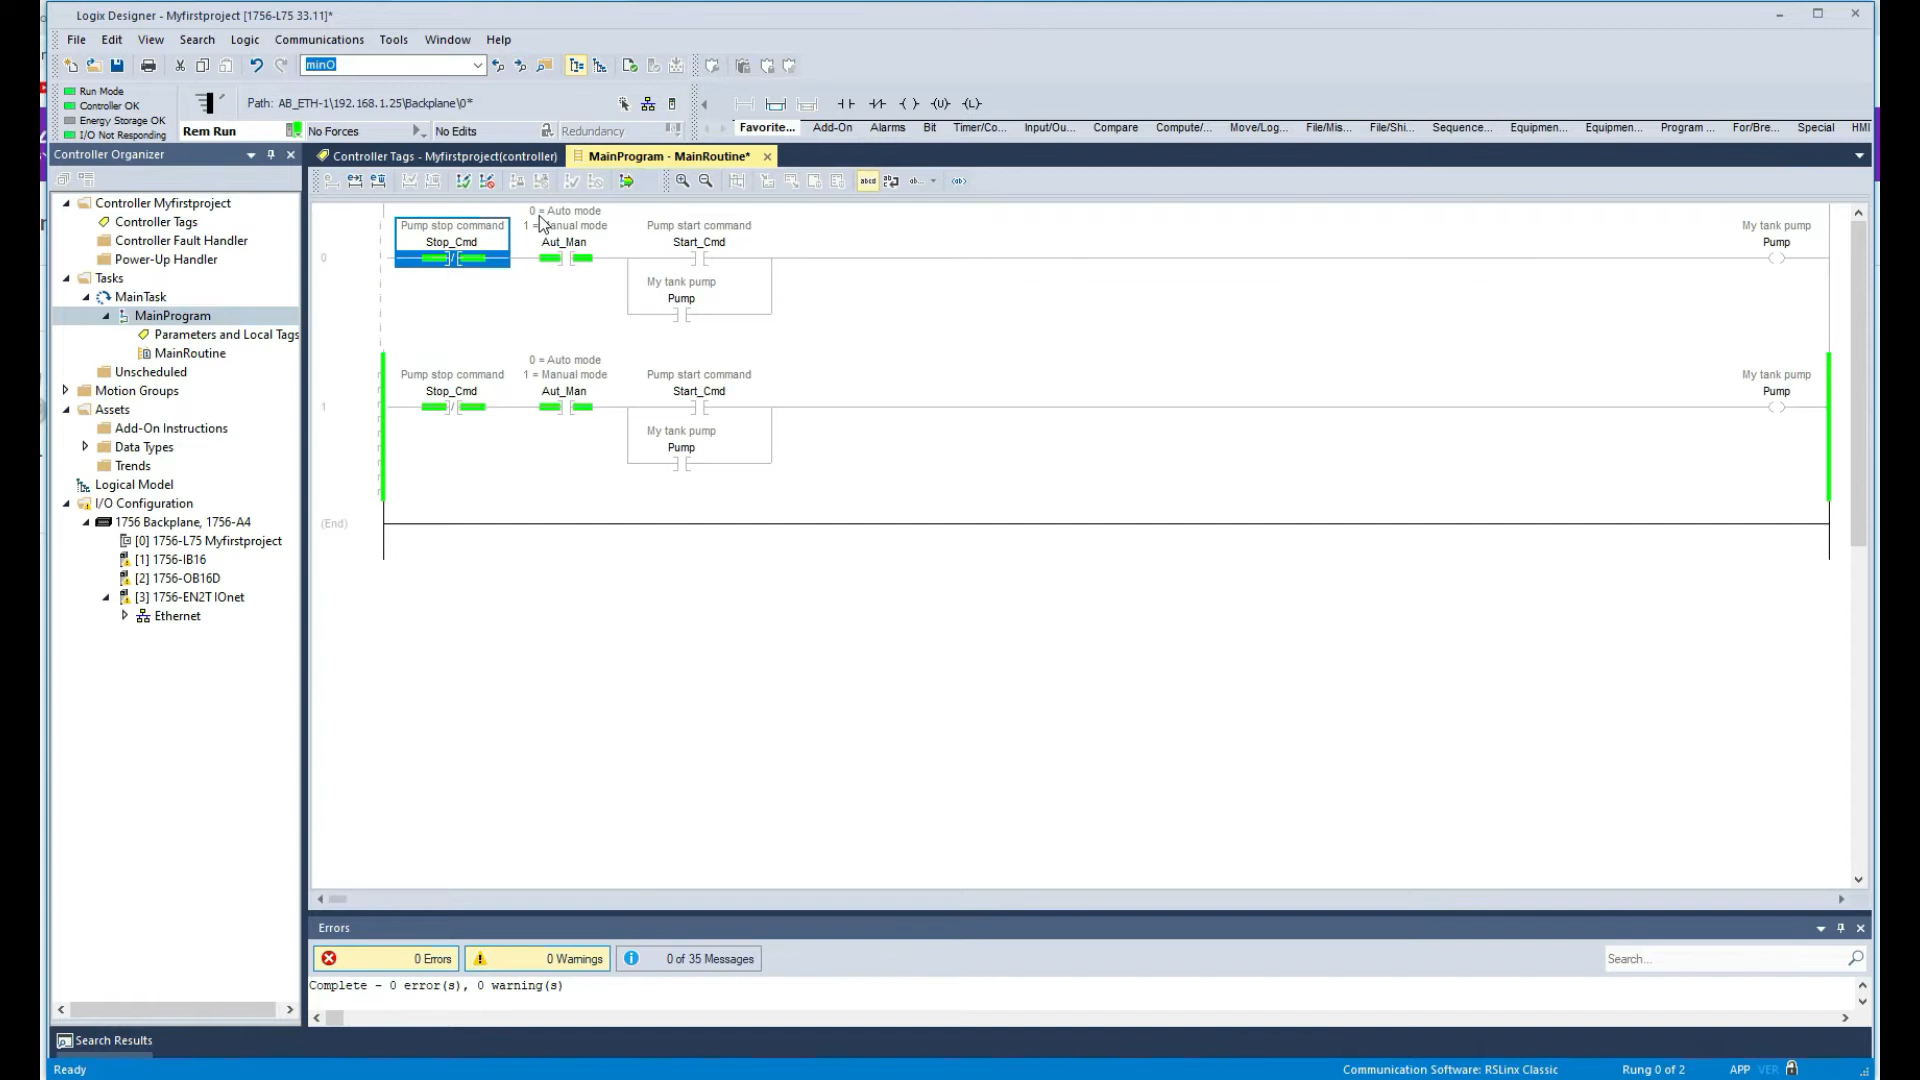 Logix Designer - Myfirstproject [1756-L75 33.11]*
File Edit View Search Logic Communications Tools Window Help
minO
Run Mode
Controller OK
Energy Storage OK
I/O Not Responding
Path: AB_ETH-1\192.168.1.25\Backplane\0*
Rem Run No Forces No Edits Redundancy
Favorite... Add-On Alarms Bit Timer/Co... Input/Ou... Compare Compute/... Move/Log... File/Mis... File/Shi... Sequence... Equipmen... Equipmen... Program ... For/Bre... Special HMI
Controller Organizer
Controller Tags - Myfirstproject(controller) MainProgram - MainRoutine*
Controller Myfirstproject
Controller Tags
Controller Fault Handler
Power-Up Handler
Tasks
MainTask
MainProgram
Parameters and Local Tags
MainRoutine
Unscheduled
Motion Groups
Assets
Add-On Instructions
Data Types
Trends
Logical Model
I/O Configuration
1756 Backplane, 1756-A4
[0] 1756-L75 Myfirstproject
[1] 1756-IB16
[2] 1756-OB16D
[3] 1756-EN2T IOnet
Ethernet
0 = Auto mode
Pump stop command 1 = Manual mode Pump start command My tank pump
Stop_Cmd Aut_Man Start_Cmd Pump
0
My tank pump
Pump
0 = Auto mode
Pump stop command 1 = Manual mode Pump start command My tank pump
Stop_Cmd Aut_Man Start_Cmd Pump
1
My tank pump
Pump
(End)
Errors
0 Errors 0 Warnings 0 of 35 Messages Search...
Complete - 0 error(s), 0 warning(s)
Search Results
Ready Communication Software: RSLinx Classic Rung 0 of 2 APP VER